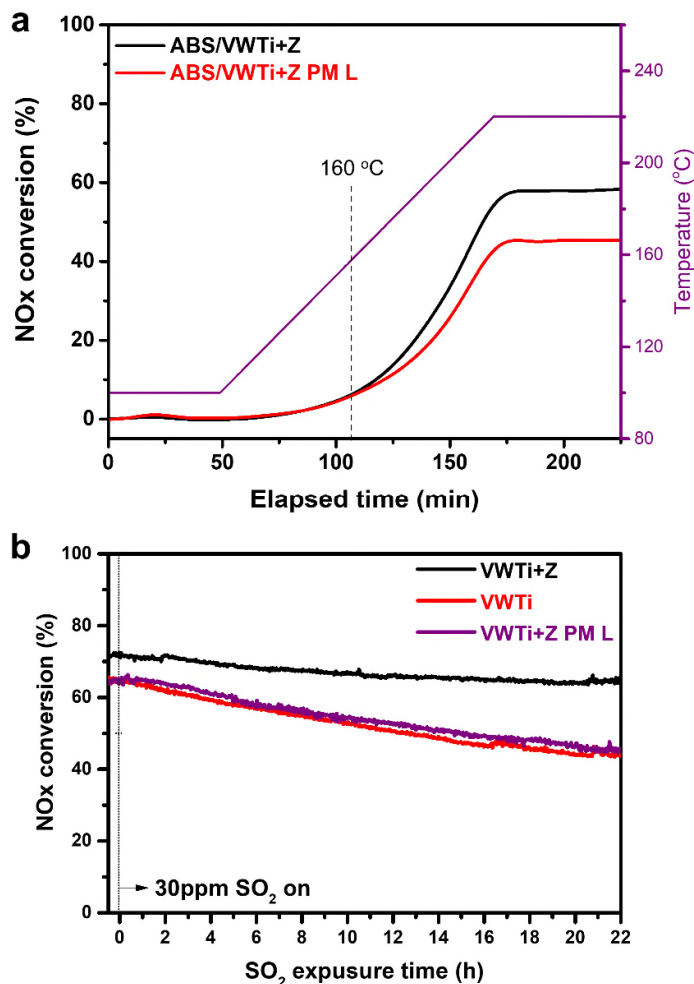 a
ABS/VWTi+Z
ABS/VWTi+Z PM L
160 °C
100
80
60
40
20
0
NOx conversion (%)
240
200
160
120
80
Temperature (°C)
0
50
100
150
200
Elapsed time (min)
b
VWTi+Z
VWTi
VWTi+Z PM L
100
80
60
40
20
0
NOx conversion (%)
30ppm SO₂ on
0
2
4
6
8
10
12
14
16
18
20
22
SO₂ expusure time (h)